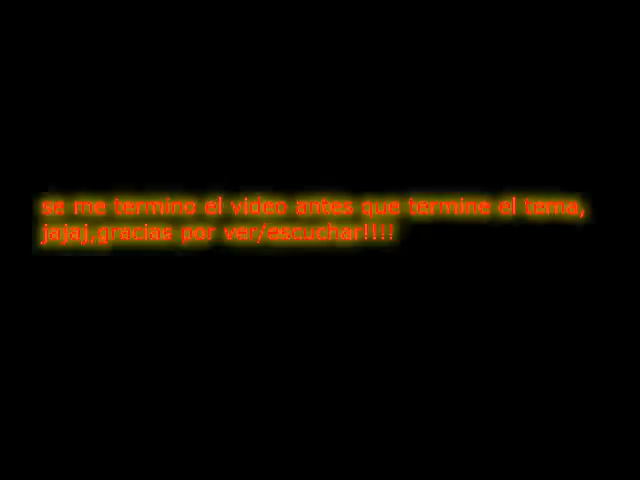 se me termino el video antes que termine el tema,
jajaj,gracias por ver/escuchar!!!!